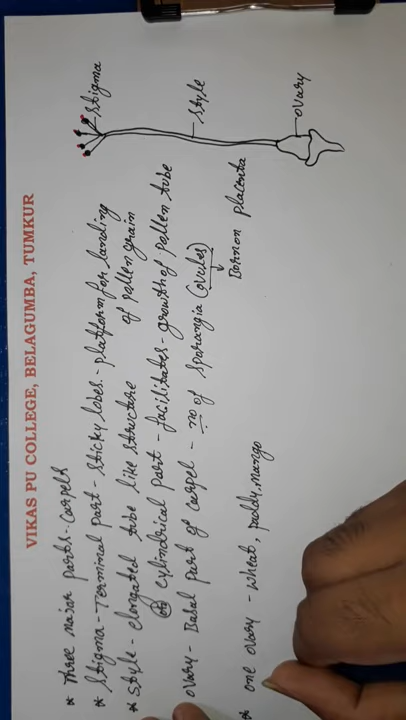 VIKAS PU COLLEGE, BELAGUMBA, TUMKUR
* Three major parts :- carpels
* Stigma - Terminal part - sticky lobes - platform for landing
of pollen grain
* Style - elongated tube like structure
(or) cylindrical part - facilitates - growth of pollen tube
Ovary - Basal part of carpel - no of sporangia (ovules)
Born on placenta
* one ovary - wheat, paddy, mango
stigma
style
ovary